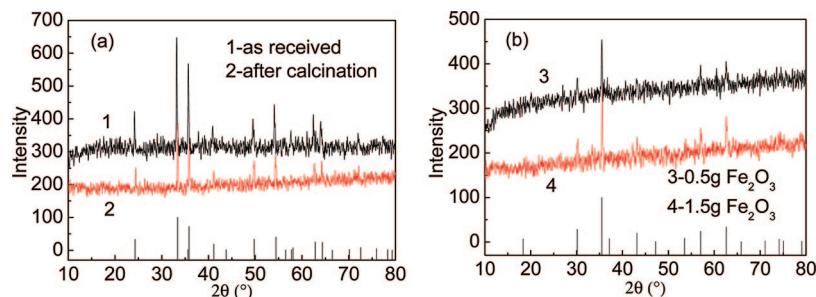 (a)
1-as received
2-after calcination
1
2
Intensity
700
600
500
400
300
200
100
0
10 20 30 40 50 60 70 80
2θ (°)
(b)
3
4
3-0.5g Fe₂O₃
4-1.5g Fe₂O₃
Intensity
500
400
300
200
100
0
10 20 30 40 50 60 70 80
2θ (°)